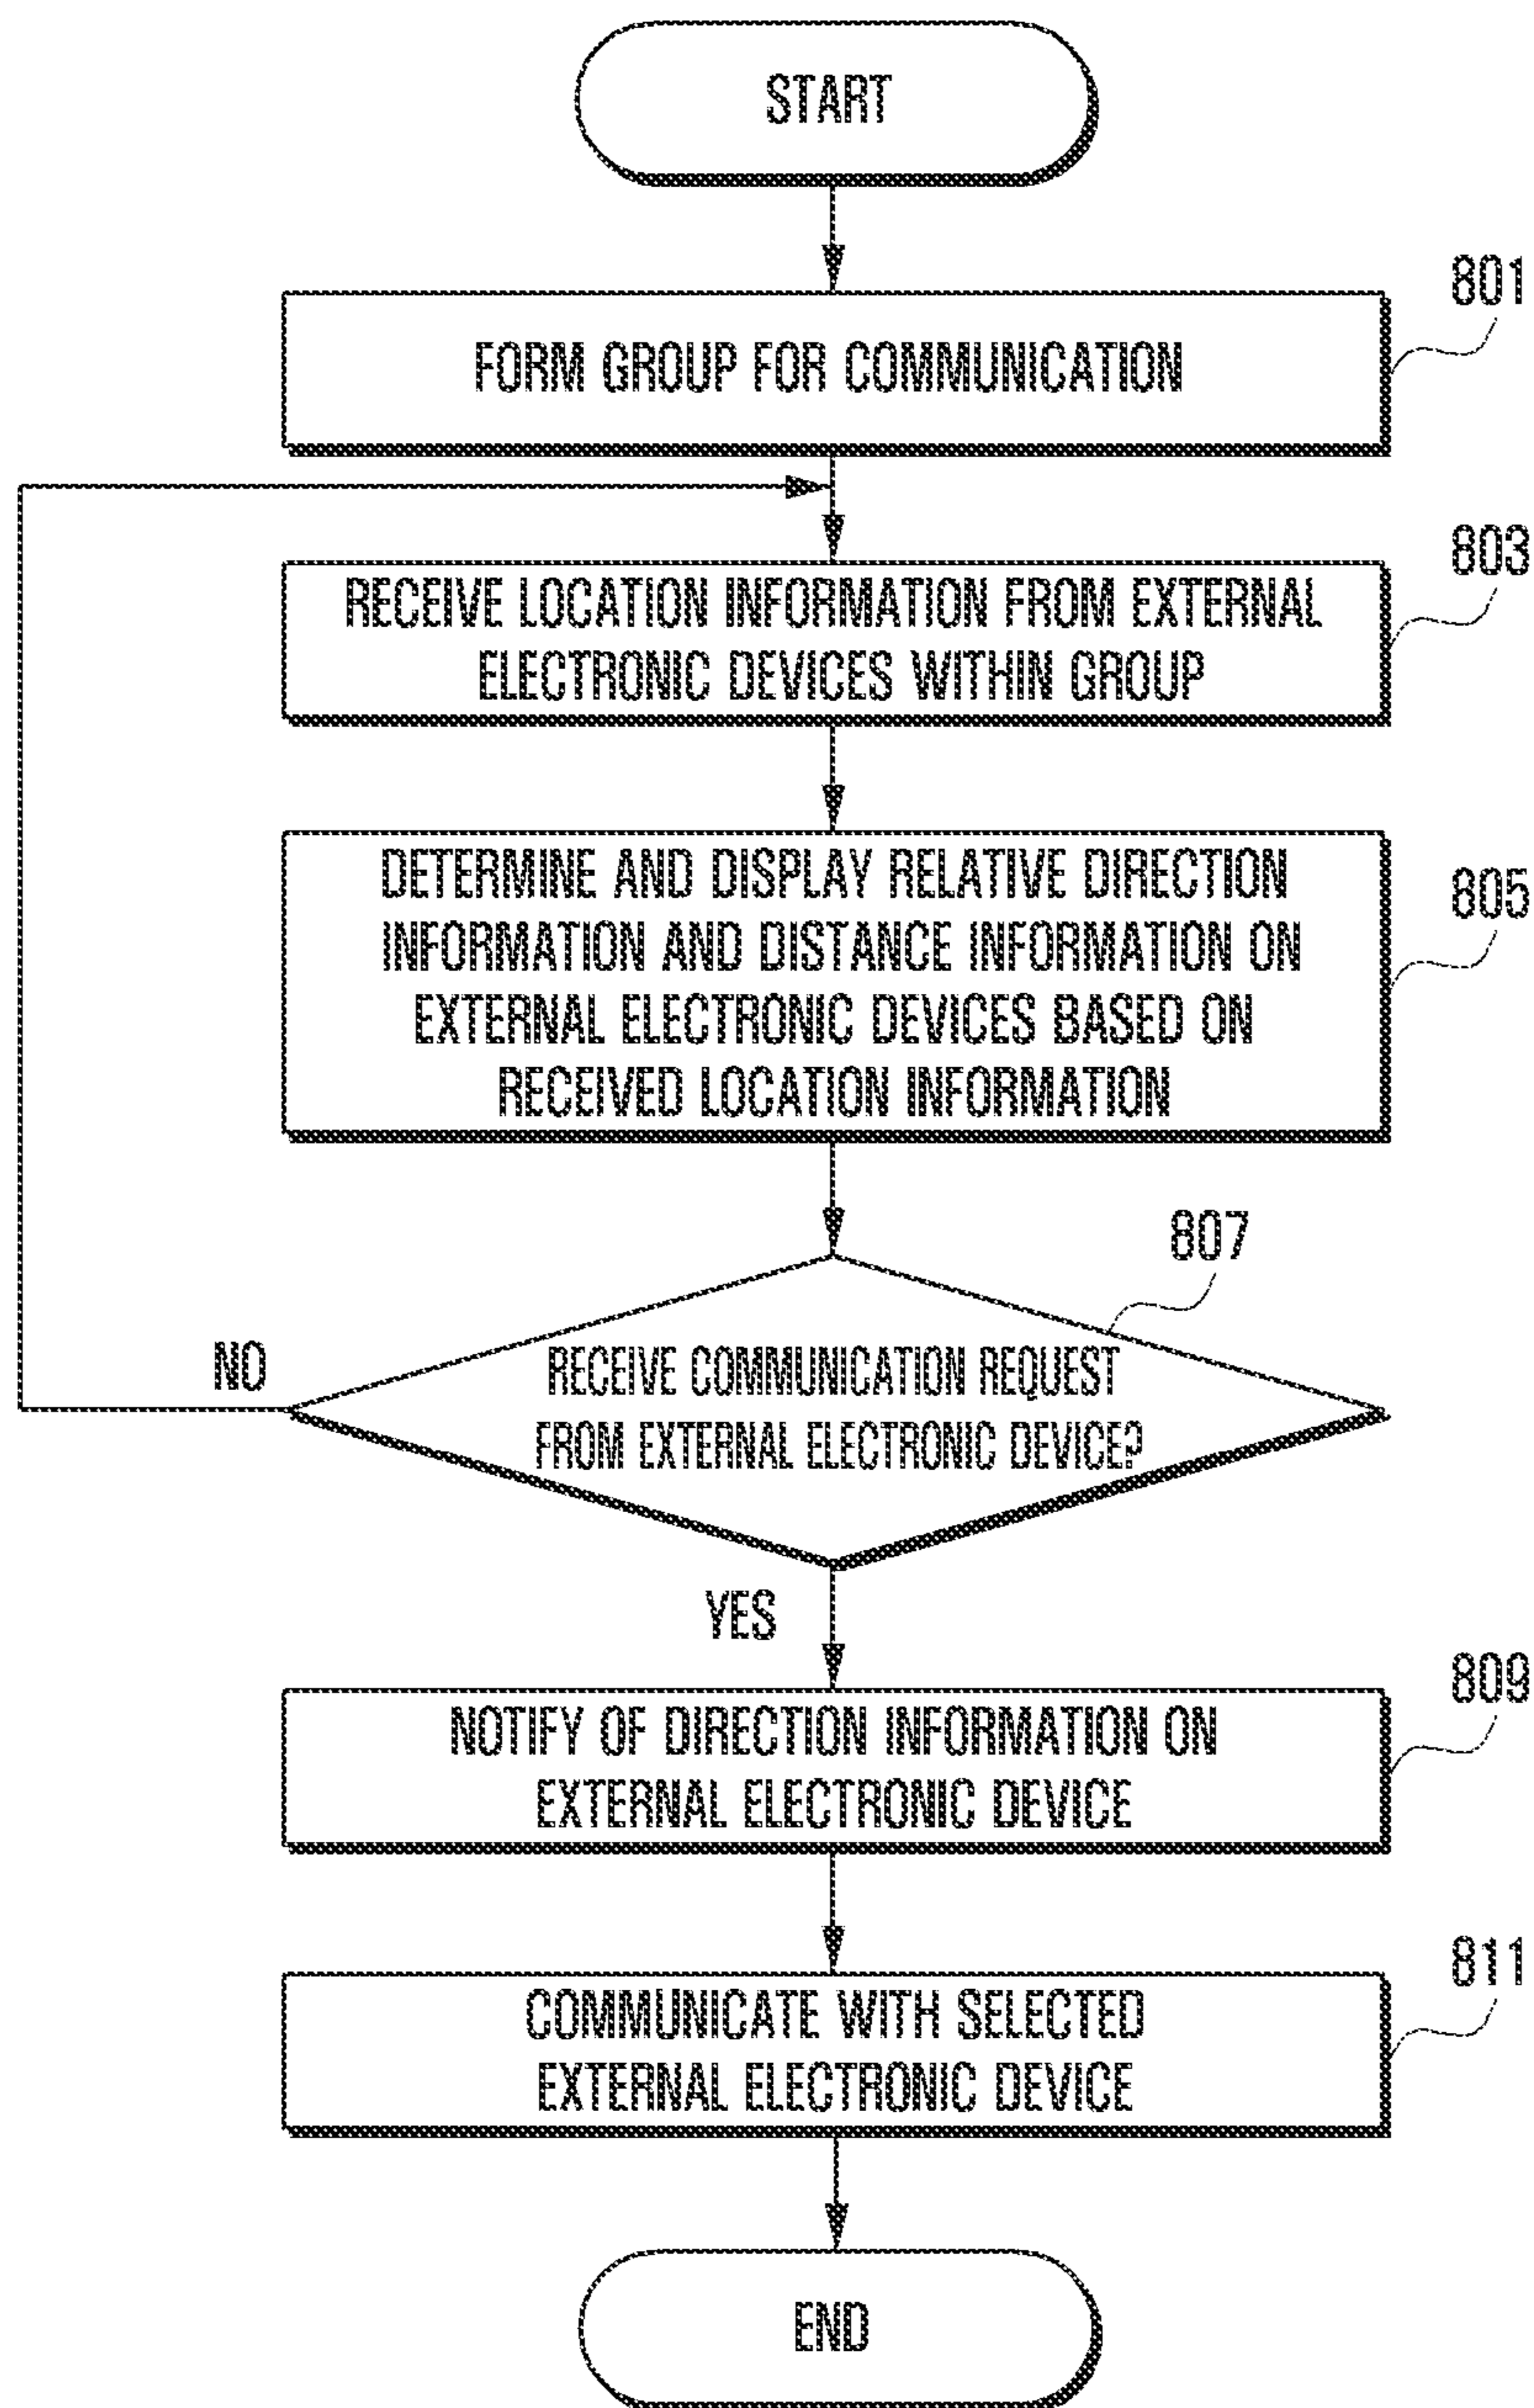 START
801
FORM GROUP FOR COMMUNICATION
803
RECEIVE LOCATION INFORMATION FROM EXTERNAL
ELECTRONIC DEVICES WITHIN GROUP
805
DETERMINE AND DISPLAY RELATIVE DIRECTION
INFORMATION AND DISTANCE INFORMATION ON
EXTERNAL ELECTRONIC DEVICES BASED ON
RECEIVED LOCATION INFORMATION
807
NO
RECEIVE COMMUNICATION REQUEST
FROM EXTERNAL ELECTRONIC DEVICE?
YES
809
NOTIFY OF DIRECTION INFORMATION ON
EXTERNAL ELECTRONIC DEVICE
811
COMMUNICATE WITH SELECTED
EXTERNAL ELECTRONIC DEVICE
END